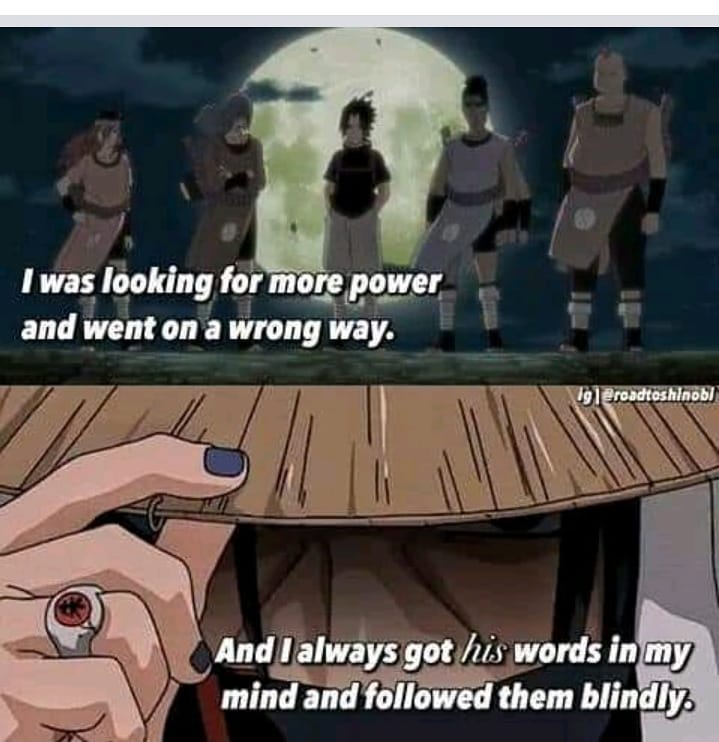 I was looking for more power
and went on a wrong way.
ig|@roadtoshinobi
And I always got his words in my
mind and followed them blindly.